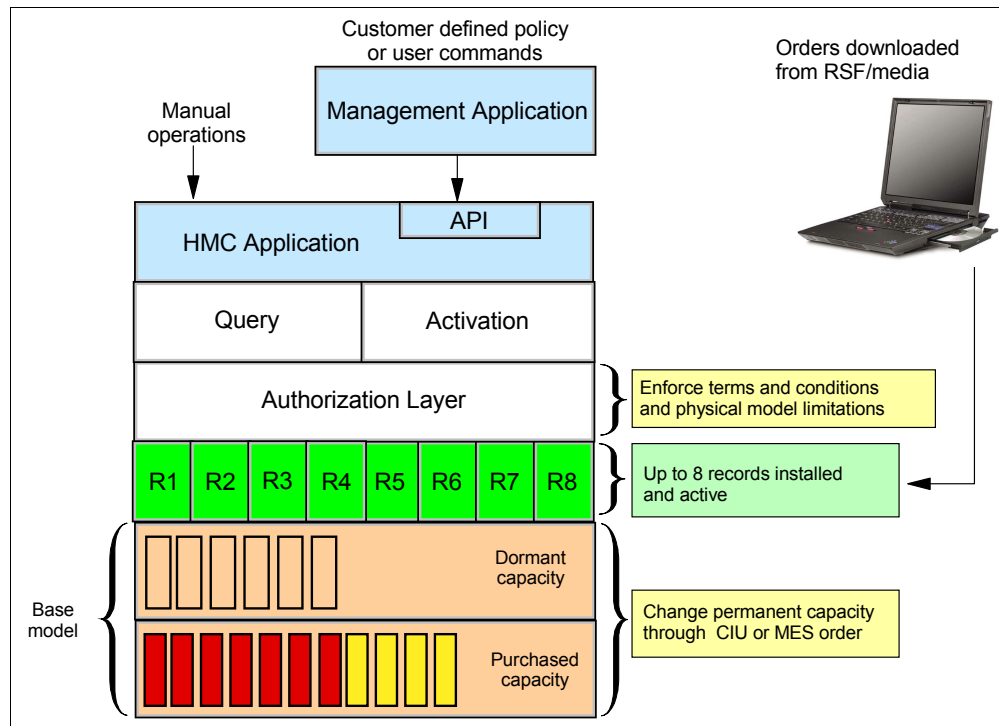 Customer defined policy
or user commands
Management Application
Orders downloaded
from RSF/media
Manual
operations
API
HMC Application
Query
Activation
Authorization Layer
Enforce terms and conditions
and physical model limitations
R1 R2 R3 R4 R5 R6 R7 R8
Up to 8 records installed
and active
Dormant
capacity
Base
model
Change permanent capacity
through CIU or MES order
Purchased
capacity